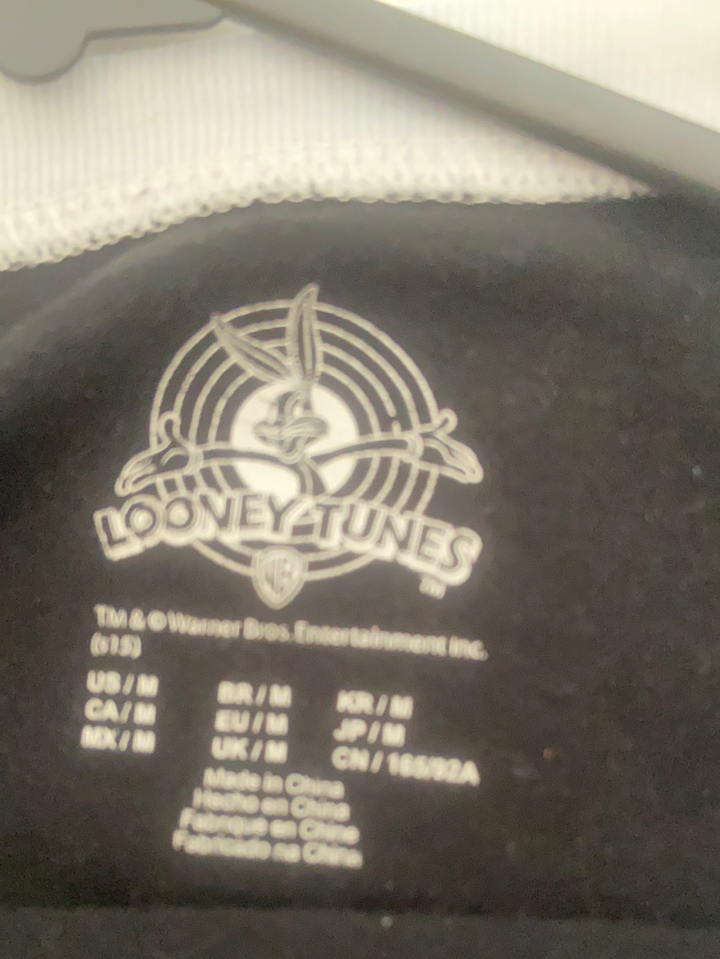 LOONEY TUNES
TM
WB
TM & © Warner Bros. Entertainment Inc.
(s15)
US / M BR / M KR / M
CA / M EU / M JP / M
MX / M UK / M CN / 165/92A
Made in China
Hecho en China
Fabriqué en Chine
Fabricado na China